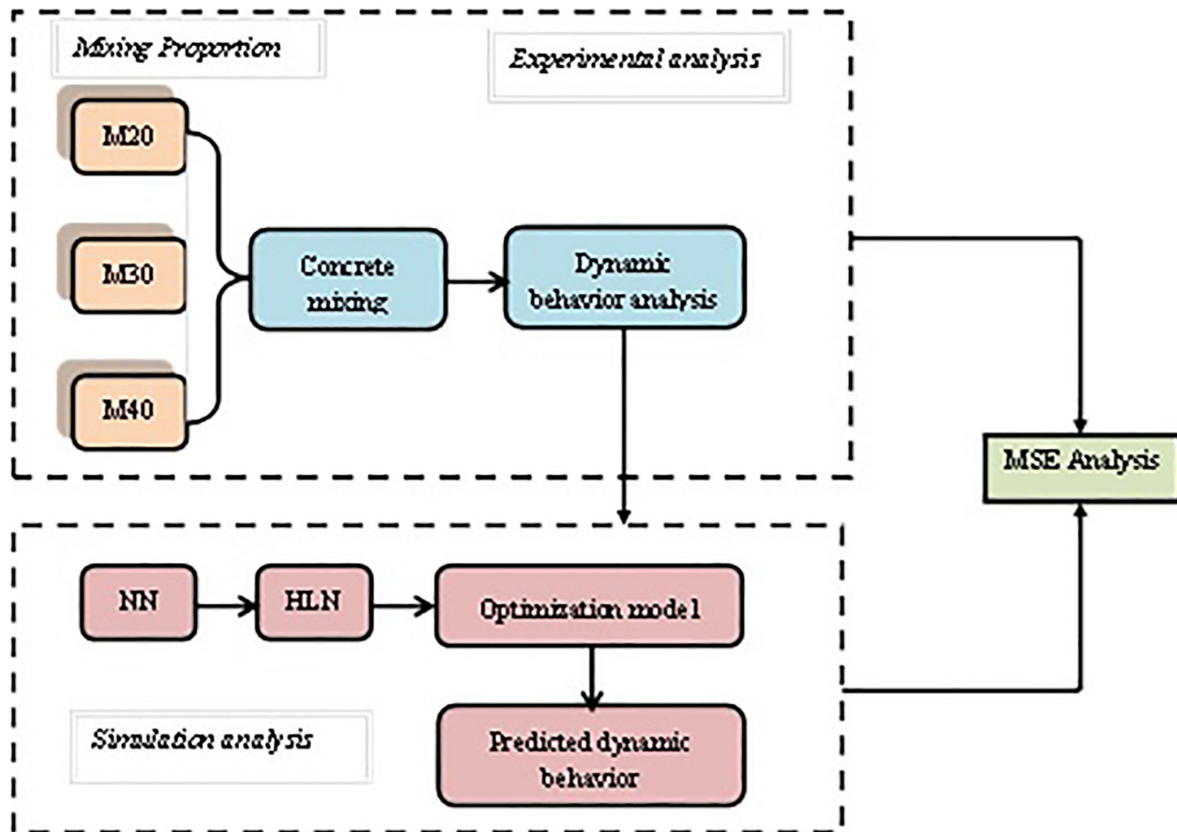 Mixing Proportion
Experimental analysis
M20
M30
M40
Concrete
mixing
Dynamic
behavior analysis
MSE Analysis
NN
HLN
Optimization model
Simulation analysis
Predicted dynamic
behavior